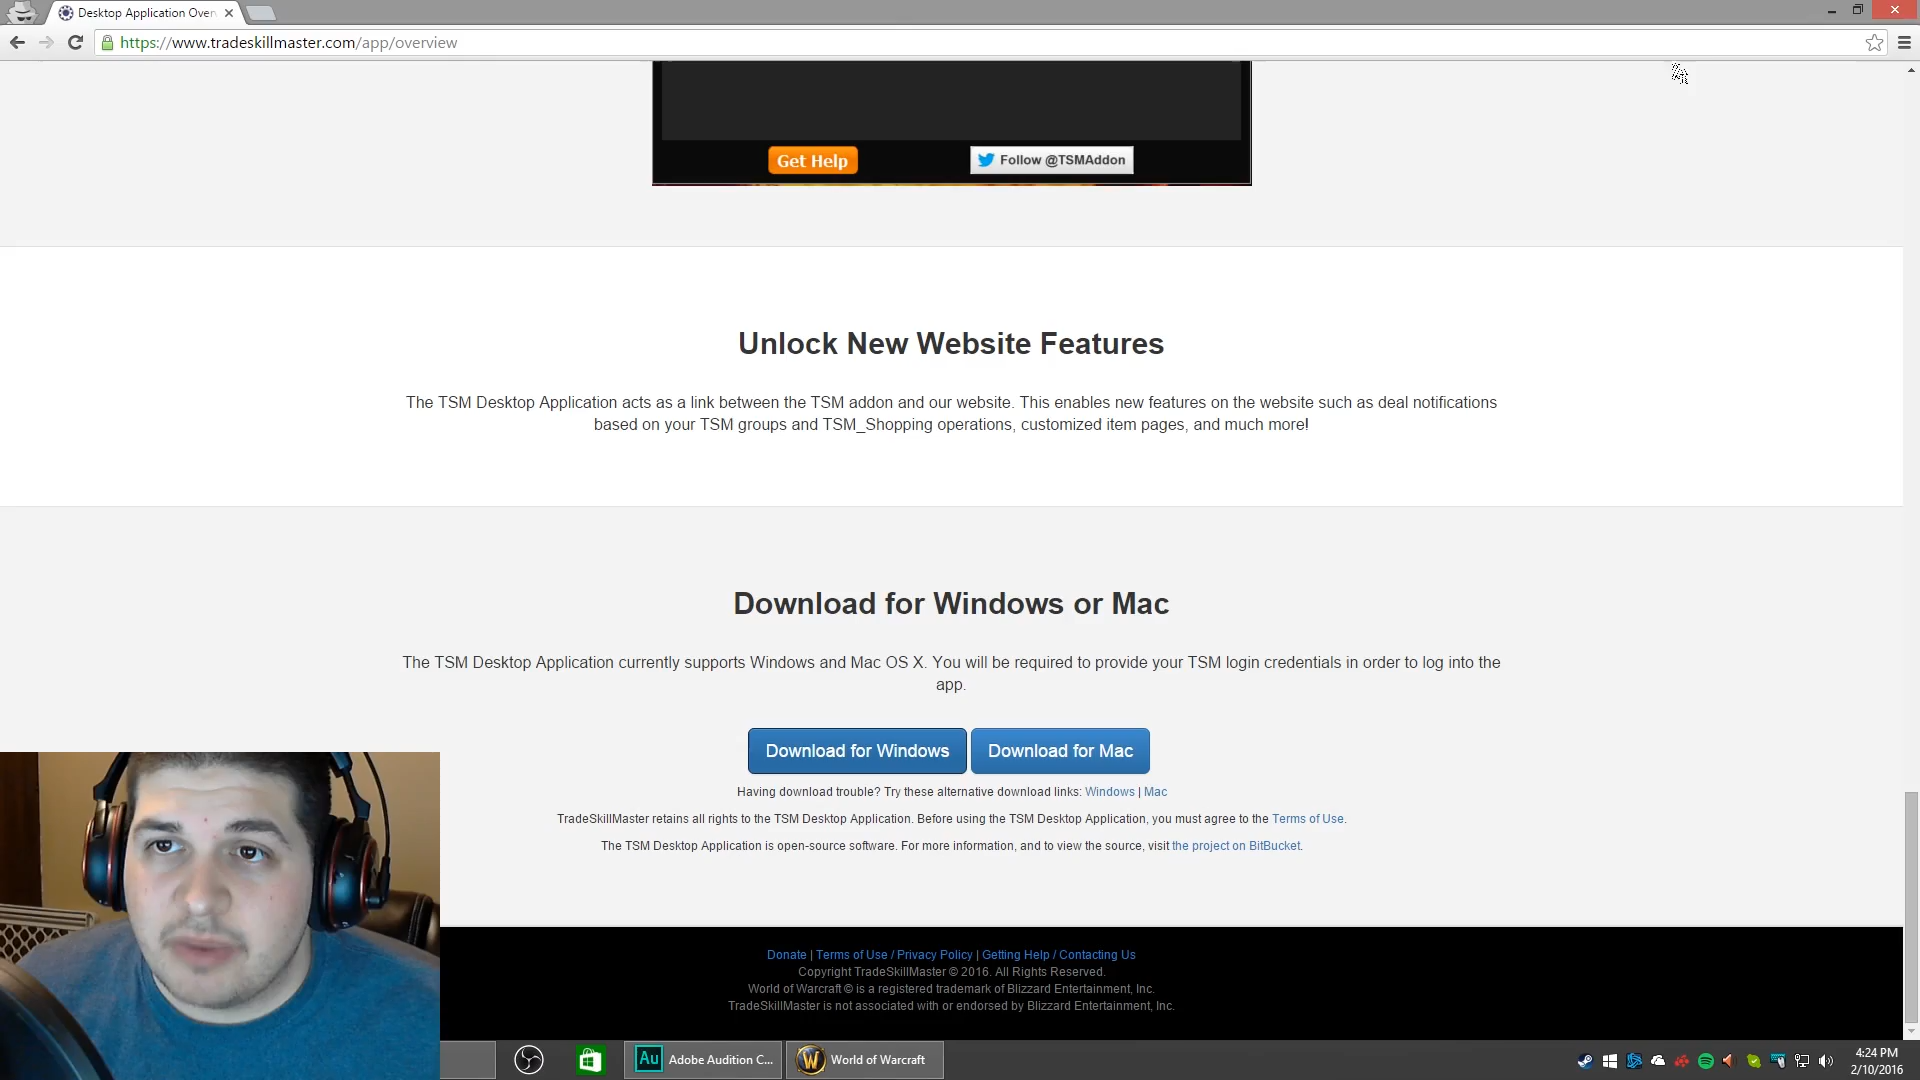 Desktop Application Over
https://www.tradeskillmaster.com/app/overview
Get Help
Follow @TSMAddon
Unlock New Website Features
The TSM Desktop Application acts as a link between the TSM addon and our website. This enables new features on the website such as deal notifications
based on your TSM groups and TSM_Shopping operations, customized item pages, and much more!
Download for Windows or Mac
The TSM Desktop Application currently supports Windows and Mac OS X. You will be required to provide your TSM login credentials in order to log into the
app.
Download for Windows
Download for Mac
Having download trouble? Try these alternative download links: Windows | Mac
TradeSkillMaster retains all rights to the TSM Desktop Application. Before using the TSM Desktop Application, you must agree to the Terms of Use.
The TSM Desktop Application is open-source software. For more information, and to view the source, visit the project on BitBucket.
Donate | Terms of Use / Privacy Policy | Getting Help / Contacting Us
Copyright TradeSkillMaster © 2016. All Rights Reserved.
World of Warcraft © is a registered trademark of Blizzard Entertainment, Inc.
TradeSkillMaster is not associated with or endorsed by Blizzard Entertainment, Inc.
Au
Adobe Audition C...
World of Warcraft
4:24 PM
2/10/2016